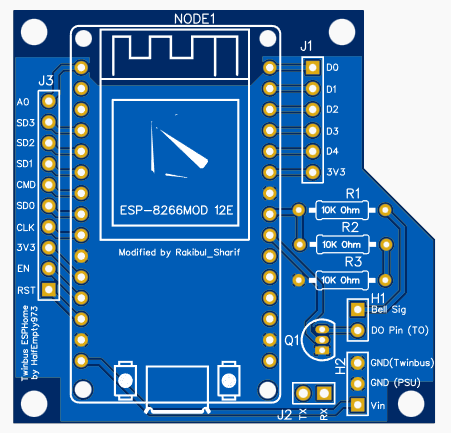 NODE1
J1
J3
D0
D1
D2
D3
D4
3V3
A0
SD3
SD2
SD1
CMD
SD0
CLK
3V3
EN
RST
ESP-8266MOD 12E
Modified by Rakibul_Sharif
R1
10K Ohm
R2
10K Ohm
R3
10K Ohm
H1
Bell Sig
DO Pin (TO)
Q1
H2
GND(Twinbus)
GND (PSU)
Vin
J2
TX
RX
Twinbus ESPHome
by HalfEmpty973